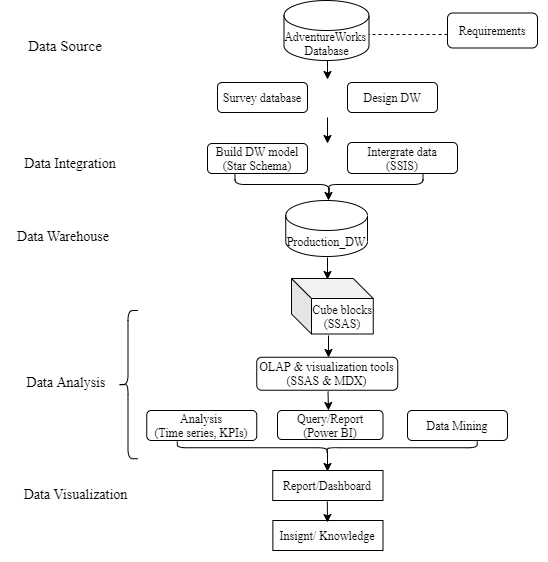 Data Source
AdventureWorks
Database
Requirements
Survey database
Design DW
Data Integration
Build DW model
(Star Schema)
Intergrate data
(SSIS)
Data Warehouse
Production_DW
Cube blocks
(SSAS)
OLAP & visualization tools
(SSAS & MDX)
Data Analysis
Analysis
(Time series, KPIs)
Query/Report
(Power BI)
Data Mining
Data Visualization
Report/Dashboard
Insignt/ Knowledge